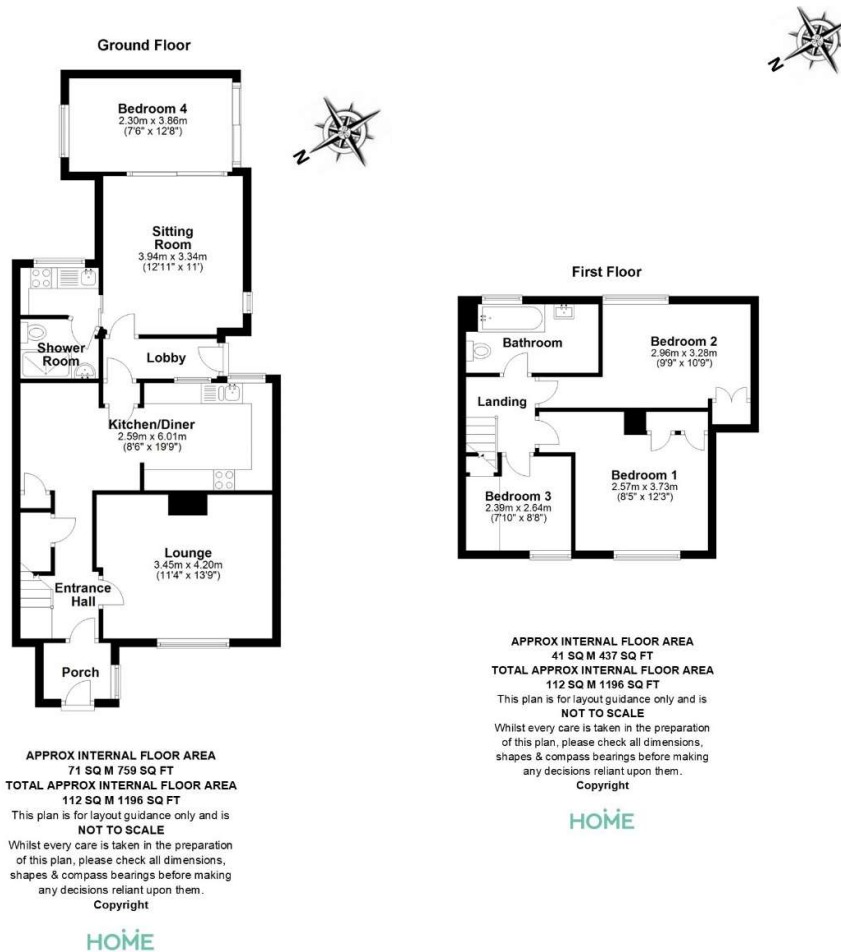 Ground Floor
Bedroom 4
2.30m x 3.86m
(7'6" x 12'8")
N
Sitting
Room
3.94m x 3.34m
(12'11" x 11')
Shower
Room
Lobby
Kitchen/Diner
2.59m x 6.01m
(8'6" x 19'9")
Lounge
3.45m x 4.20m
(11'4" x 13'9")
Entrance
Hall
Porch
APPROX INTERNAL FLOOR AREA
71 SQ M 759 SQ FT
TOTAL APPROX INTERNAL FLOOR AREA
112 SQ M 1196 SQ FT
This plan is for layout guidance only and is
NOT TO SCALE
Whilst every care is taken in the preparation
of this plan, please check all dimensions,
shapes & compass bearings before making
any decisions reliant upon them.
Copyright
HOME
N
First Floor
Bathroom
Bedroom 2
2.96m x 3.28m
(9'9" x 10'9")
Landing
Bedroom 1
2.57m x 3.73m
(8'5" x 12'3")
Bedroom 3
2.39m x 2.64m
(7'10" x 8'8")
APPROX INTERNAL FLOOR AREA
41 SQ M 437 SQ FT
TOTAL APPROX INTERNAL FLOOR AREA
112 SQ M 1196 SQ FT
This plan is for layout guidance only and is
NOT TO SCALE
Whilst every care is taken in the preparation
of this plan, please check all dimensions,
shapes & compass bearings before making
any decisions reliant upon them.
Copyright
HOME